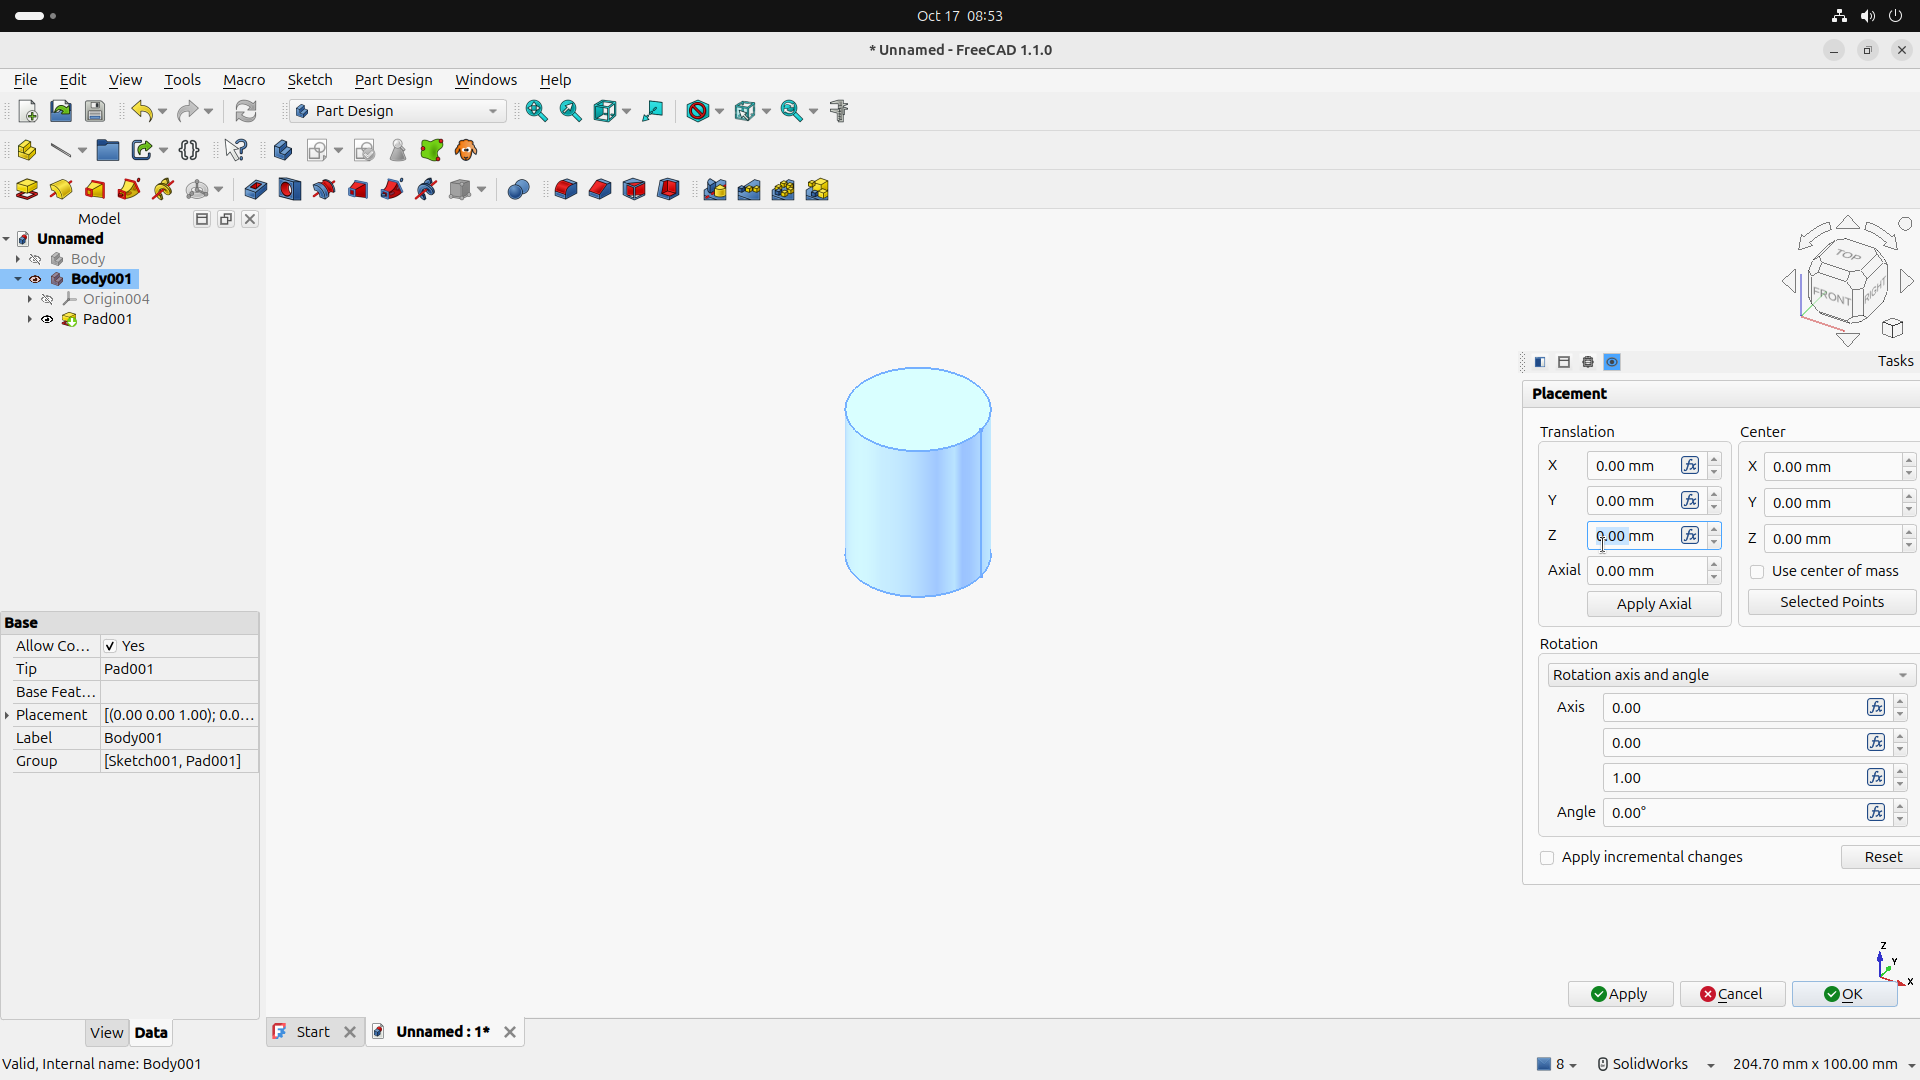 Oct 17 08:53
* Unnamed - FreeCAD 1.1.0
File Edit View Tools Macro Sketch Part Design Windows Help
Part Design
Model
Unnamed
Body
Body001
Origin004
Pad001
TOP
FRONT
RIGHT
Tasks
Placement
Translation
X 0.00 mm
Y 0.00 mm
Z 0.00 mm
Axial 0.00 mm
Apply Axial
Center
X 0.00 mm
Y 0.00 mm
Z 0.00 mm
Use center of mass
Selected Points
Rotation
Rotation axis and angle
Axis 0.00
0.00
1.00
Angle 0.00°
Apply incremental changes
Reset
Base
Allow Co... Yes
Tip Pad001
Base Feat...
Placement [(0.00 0.00 1.00); 0.0...
Label Body001
Group [Sketch001, Pad001]
Z
Y
X
Apply Cancel OK
View Data
Start
Unnamed : 1*
Valid, Internal name: Body001
8
SolidWorks
204.70 mm x 100.00 mm